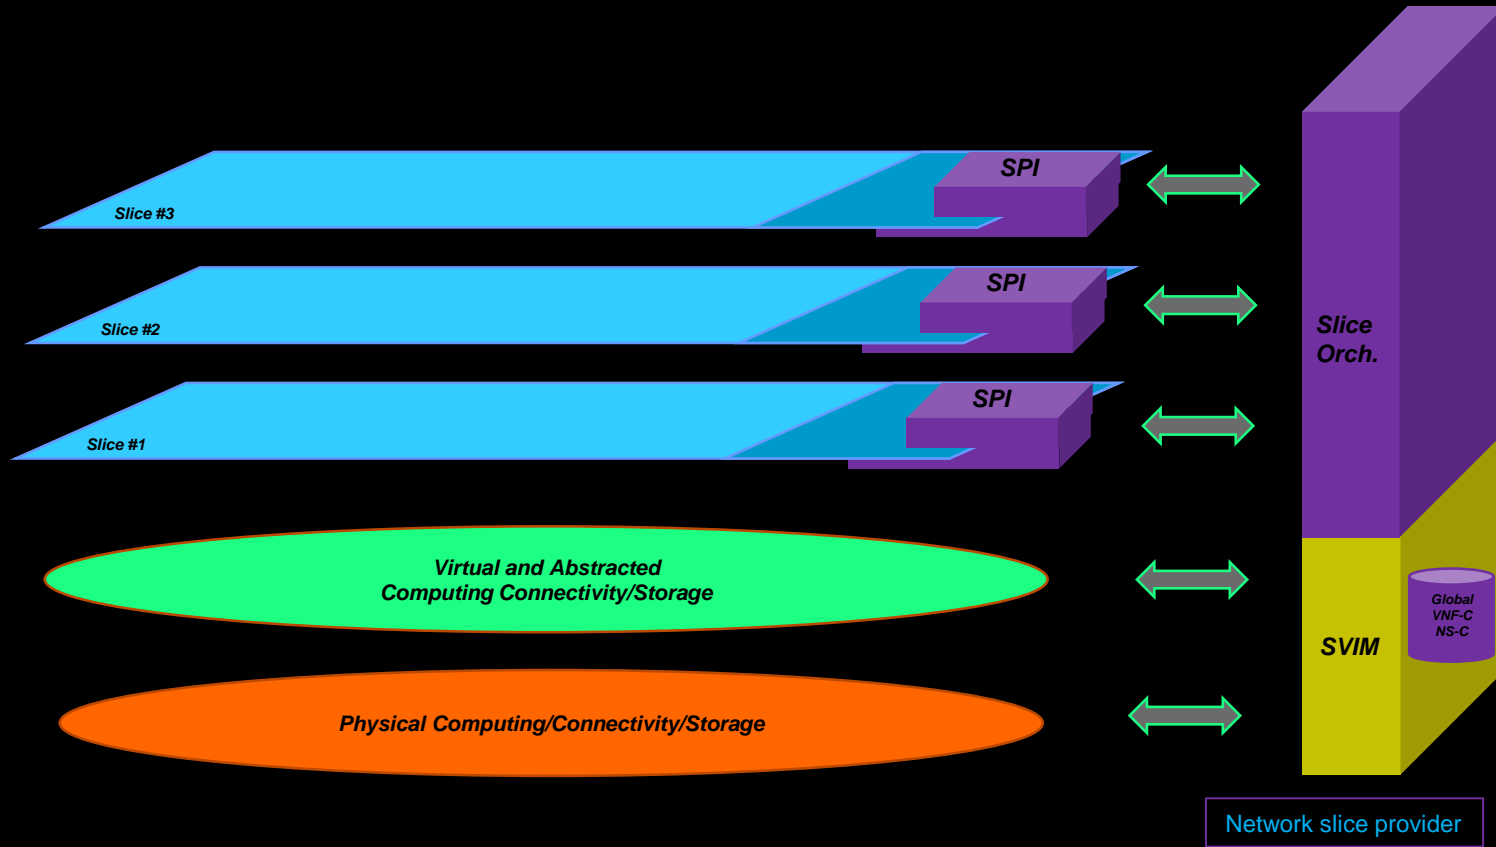 SPI
Slice #3
SPI
Slice #2
Slice
Orch.
SPI
Slice #1
Virtual and Abstracted
Computing Connectivity/Storage
Global
VNF-C
NS-C
SVIM
Physical Computing/Connectivity/Storage
Network slice provider